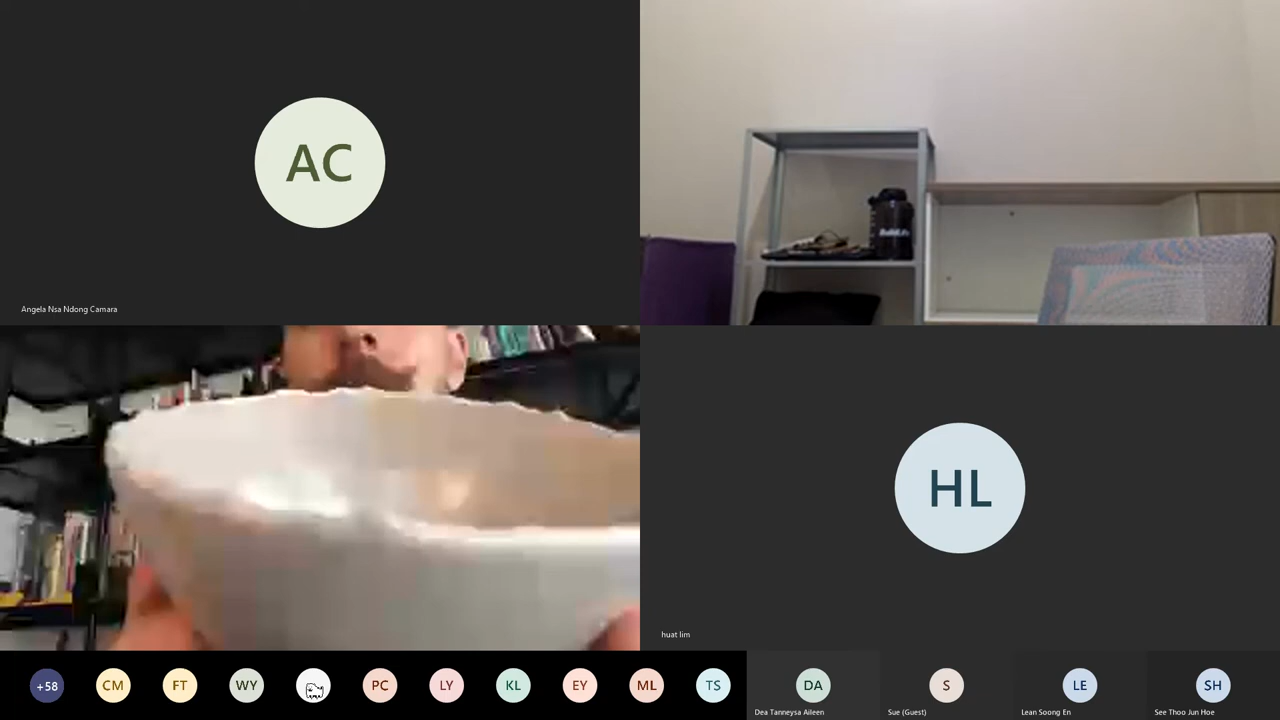 AC
Angela Nsa Ndong Camara
HL
huat lim
+58
CM
FT
WY
PC
LY
KL
EY
ML
TS
DA
Dea Tanneysa Aileen
S
Sue (Guest)
LE
Lean Soong En
SH
See Thoo Jun Hoe